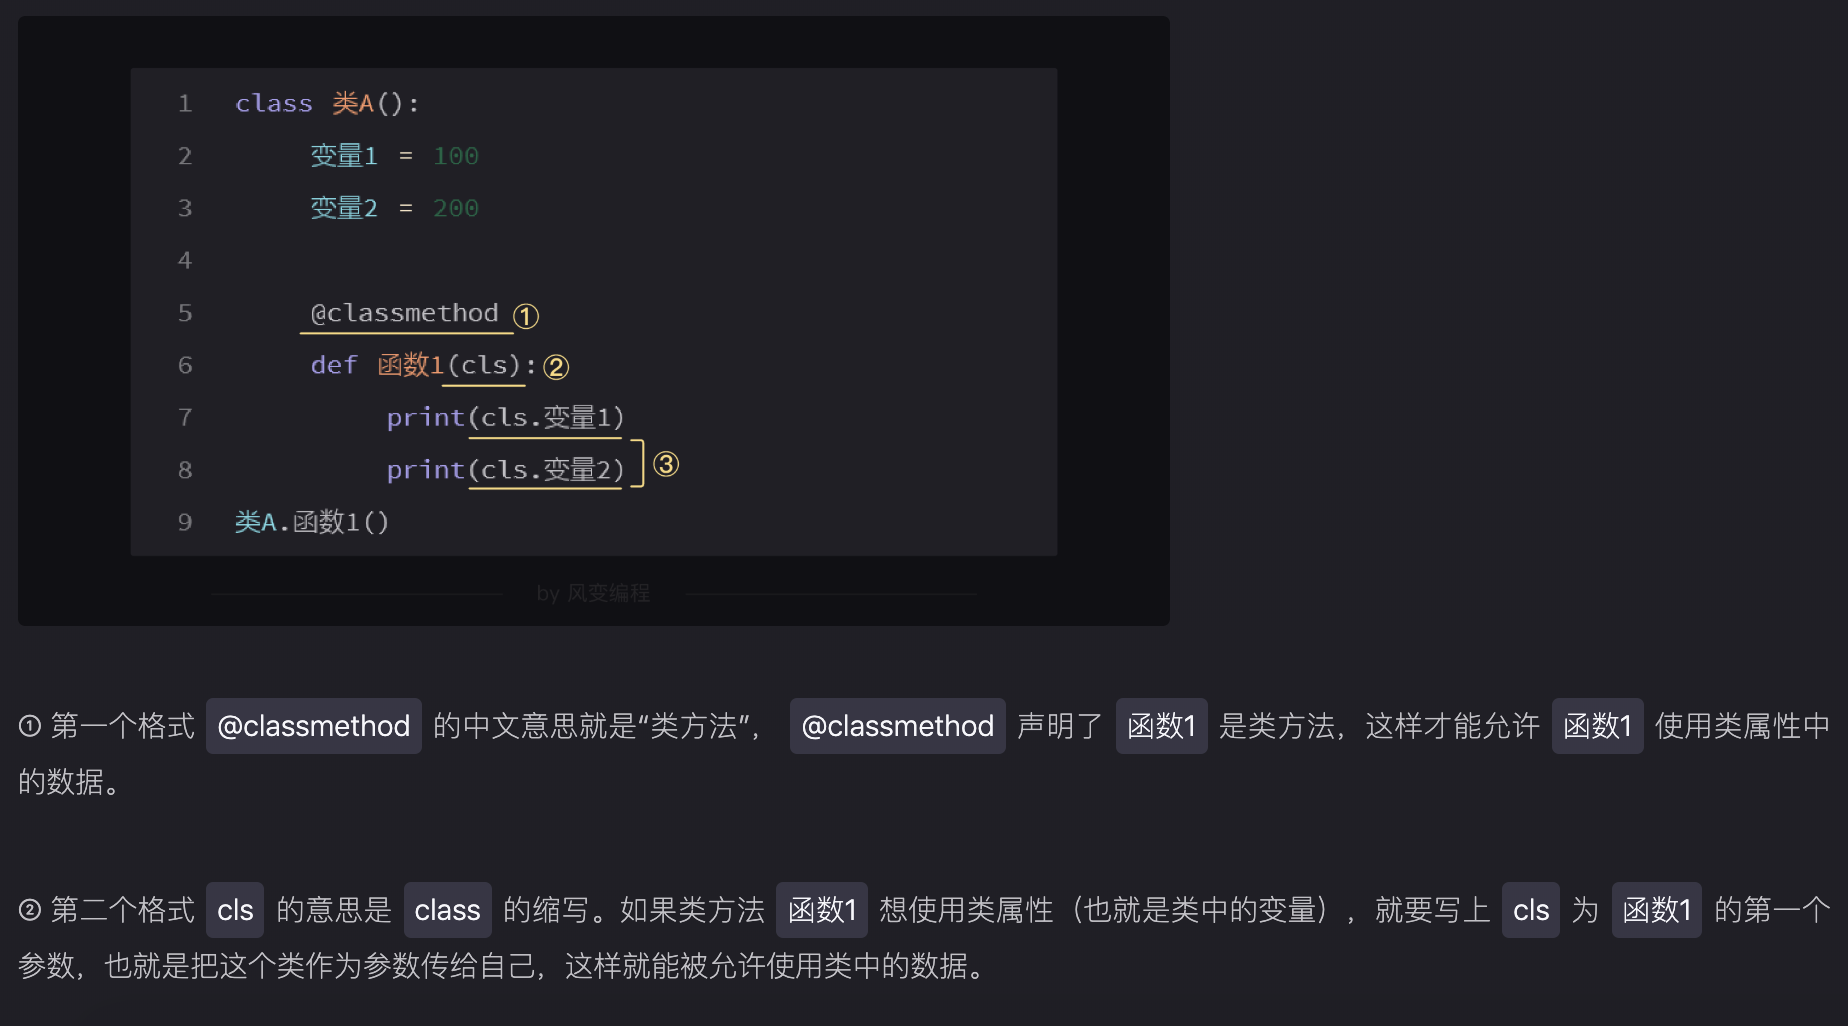 1 class 类A():
2 变量1 = 100
3 变量2 = 200
4
5 @classmethod ①
6 def 函数1(cls): ②
7 print(cls.变量1)
8 print(cls.变量2) ③
9 类A.函数1()
by 风变编程
① 第一个格式 @classmethod 的中文意思就是“类方法”， @classmethod 声明了 函数1 是类方法，这样才能允许 函数1 使用类属性中
的数据。
② 第二个格式 cls 的意思是 class 的缩写。如果类方法 函数1 想使用类属性（也就是类中的变量），就要写上 cls 为 函数1 的第一个
参数，也就是把这个类作为参数传给自己，这样就能被允许使用类中的数据。